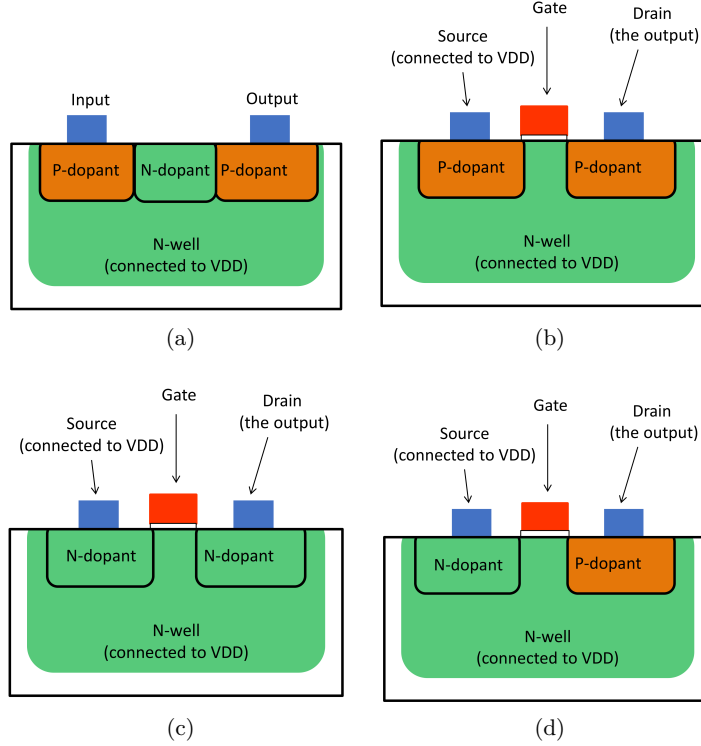 Input
Output
P-dopant
N-dopant
P-dopant
N-well
(connected to VDD)
(a)
Gate
Source
(connected to VDD)
Drain
(the output)
P-dopant
P-dopant
N-well
(connected to VDD)
(b)
Gate
Source
(connected to VDD)
Drain
(the output)
N-dopant
N-dopant
N-well
(connected to VDD)
(c)
Gate
Source
(connected to VDD)
Drain
(the output)
N-dopant
P-dopant
N-well
(connected to VDD)
(d)